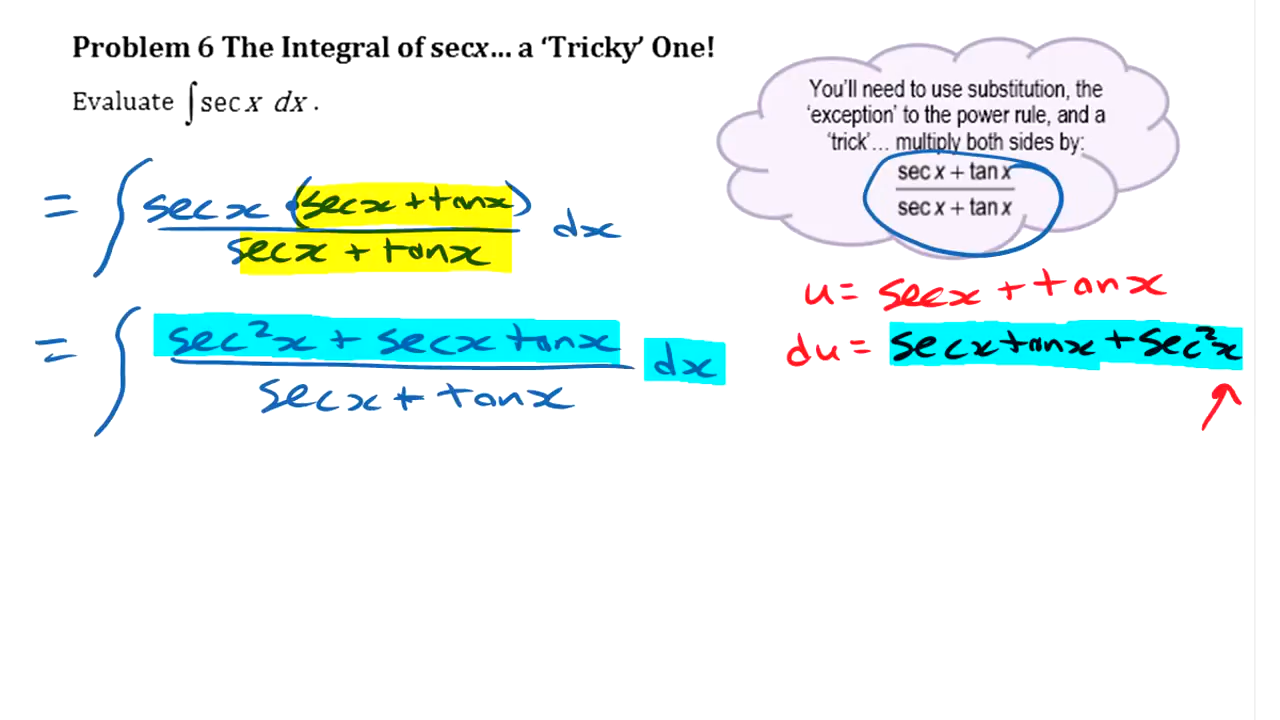 Problem 6 The Integral of secx… a ‘Tricky’ One!
Evaluate ∫ sec x dx .
You’ll need to use substitution, the
‘exception’ to the power rule, and a
‘trick’… multiply both sides by:
sec x + tan x
sec x + tan x
= ∫ secx · (secx + tanx) / secx + tanx dx
u = secx + tanx
du = secx tanx + sec²x
= ∫ sec²x + secx tanx / secx + tanx dx